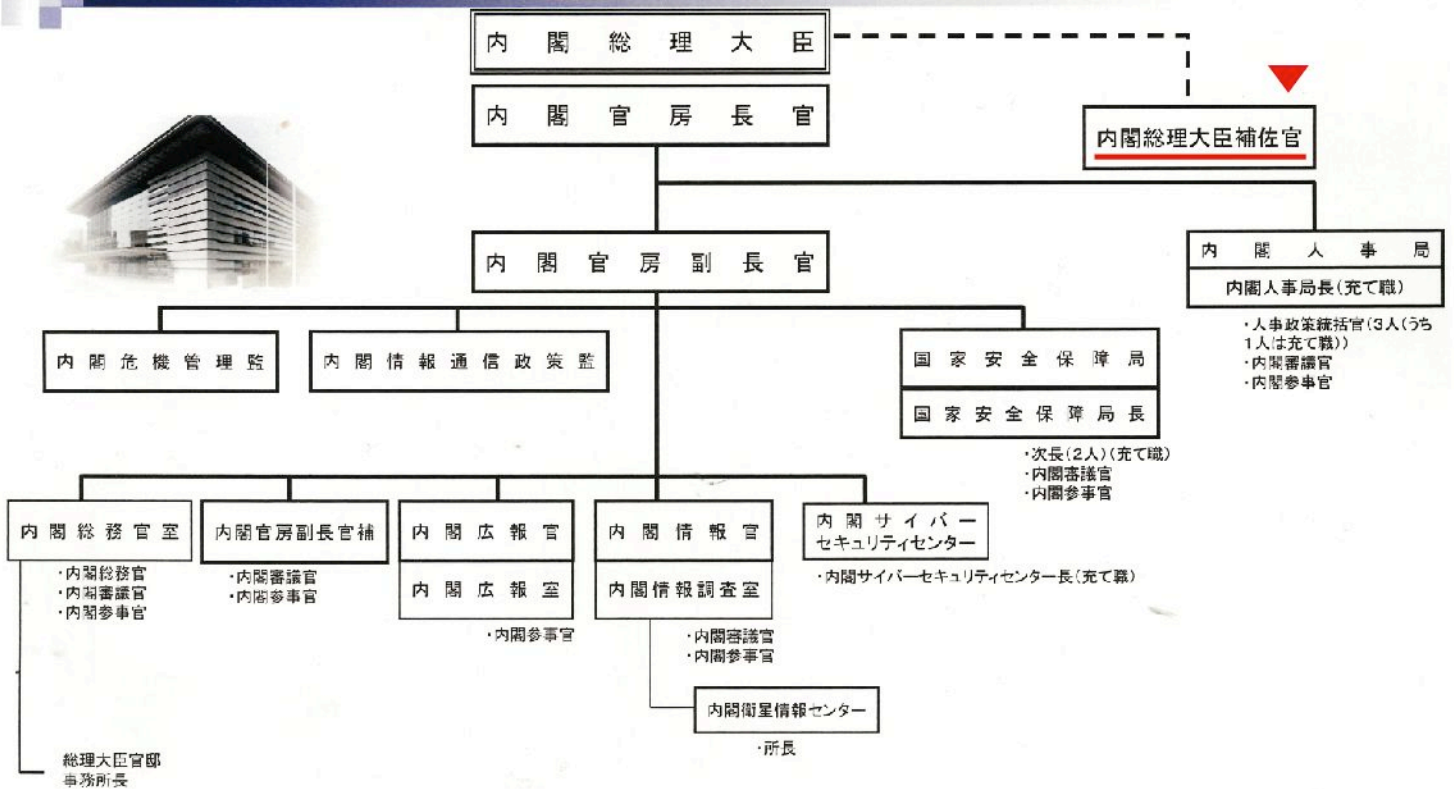 内閣総理大臣
内閣官房長官
内閣総理大臣補佐官
内閣官房副長官
内閣人事局
内閣人事局長(充て職)
・人事政策統括官(3人(うち
1人は充て職))
・内閣審議官
・内閣参事官
内閣危機管理監
内閣情報通信政策監
国家安全保障局
国家安全保障局長
・次長(2人)(充て職)
・内閣審議官
・内閣参事官
内閣総務官室
・内閣総務官
・内閣審議官
・内閣参事官
内閣官房副長官補
・内閣審議官
・内閣参事官
内閣広報官
内閣広報室
・内閣参事官
内閣情報官
内閣情報調査室
・内閣審議官
・内閣参事官
内閣サイバー
セキュリティセンター
・内閣サイバーセキュリティセンター長(充て職)
内閣衛星情報センター
・所長
総理大臣官邸
事務所長